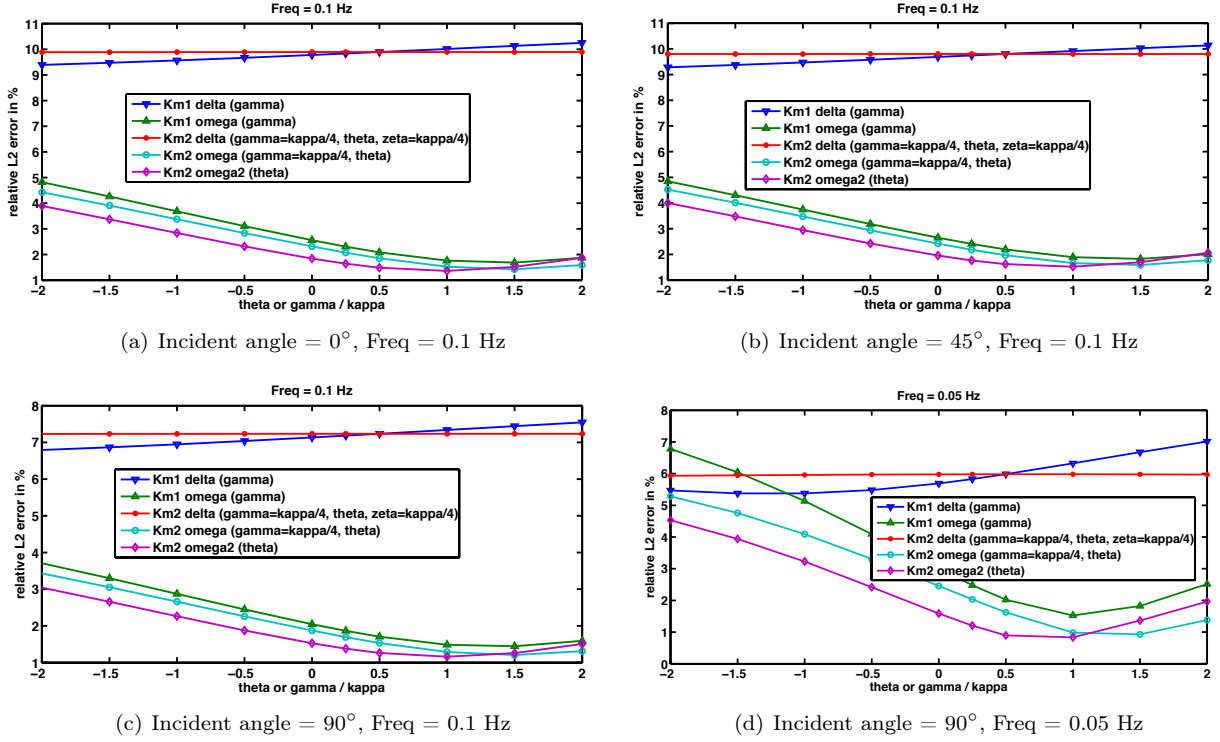 Freq = 0.1 Hz
11
10
9
8
7
6
5
4
3
2
1
relative L2 error in %
Km1 delta (gamma)
Km1 omega (gamma)
Km2 delta (gamma=kappa/4, theta, zeta=kappa/4)
Km2 omega (gamma=kappa/4, theta)
Km2 omega2 (theta)
−2 −1.5 −1 −0.5 0 0.5 1 1.5 2
theta or gamma / kappa
(a) Incident angle = 0°, Freq = 0.1 Hz
Freq = 0.1 Hz
11
10
9
8
7
6
5
4
3
2
1
relative L2 error in %
Km1 delta (gamma)
Km1 omega (gamma)
Km2 delta (gamma=kappa/4, theta, zeta=kappa/4)
Km2 omega (gamma=kappa/4, theta)
Km2 omega2 (theta)
−2 −1.5 −1 −0.5 0 0.5 1 1.5 2
theta or gamma / kappa
(b) Incident angle = 45°, Freq = 0.1 Hz
Freq = 0.1 Hz
8
7
6
5
4
3
2
1
relative L2 error in %
Km1 delta (gamma)
Km1 omega (gamma)
Km2 delta (gamma=kappa/4, theta, zeta=kappa/4)
Km2 omega (gamma=kappa/4, theta)
Km2 omega2 (theta)
−2 −1.5 −1 −0.5 0 0.5 1 1.5 2
theta or gamma / kappa
(c) Incident angle = 90°, Freq = 0.1 Hz
Freq = 0.05 Hz
8
7
6
5
4
3
2
1
0
relative L2 error in %
Km1 delta (gamma)
Km1 omega (gamma)
Km2 delta (gamma=kappa/4, theta, zeta=kappa/4)
Km2 omega (gamma=kappa/4, theta)
Km2 omega2 (theta)
−2 −1.5 −1 −0.5 0 0.5 1 1.5 2
theta or gamma / kappa
(d) Incident angle = 90°, Freq = 0.05 Hz